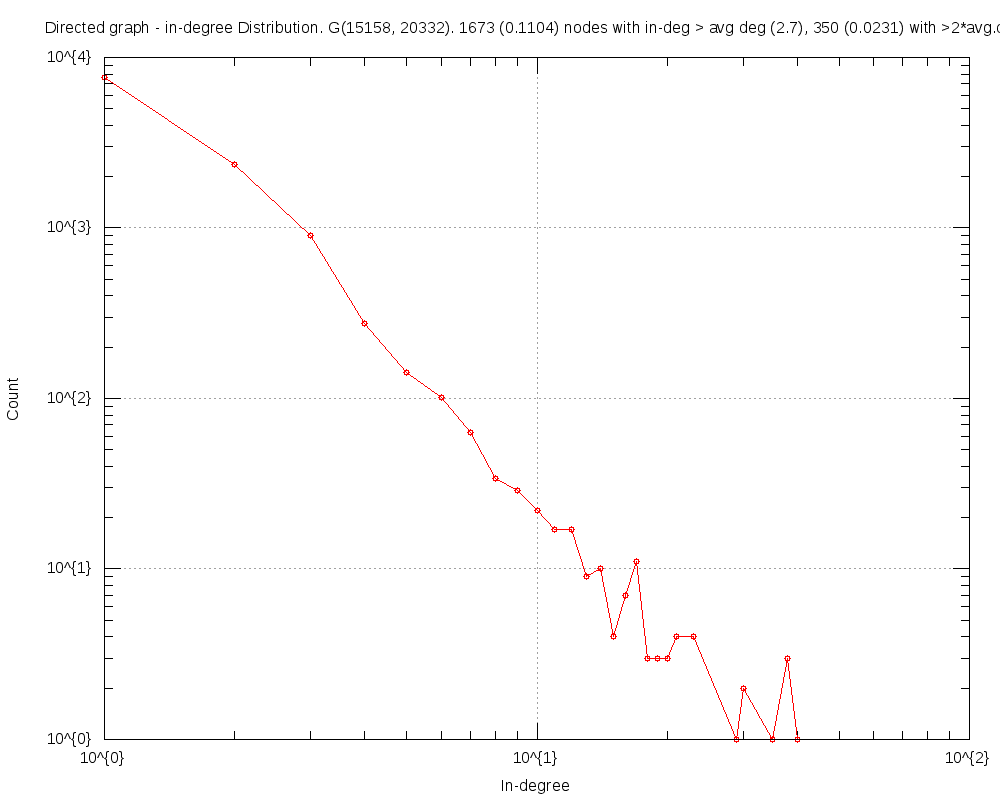 Directed graph - in-degree Distribution. G(15158, 20332). 1673 (0.1104) nodes with in-deg > avg deg (2.7), 350 (0.0231) with >2*avg.
10^{4}
10^{3}
10^{2}
10^{1}
10^{0}
Count
10^{0}
10^{1}
10^{2}
In-degree